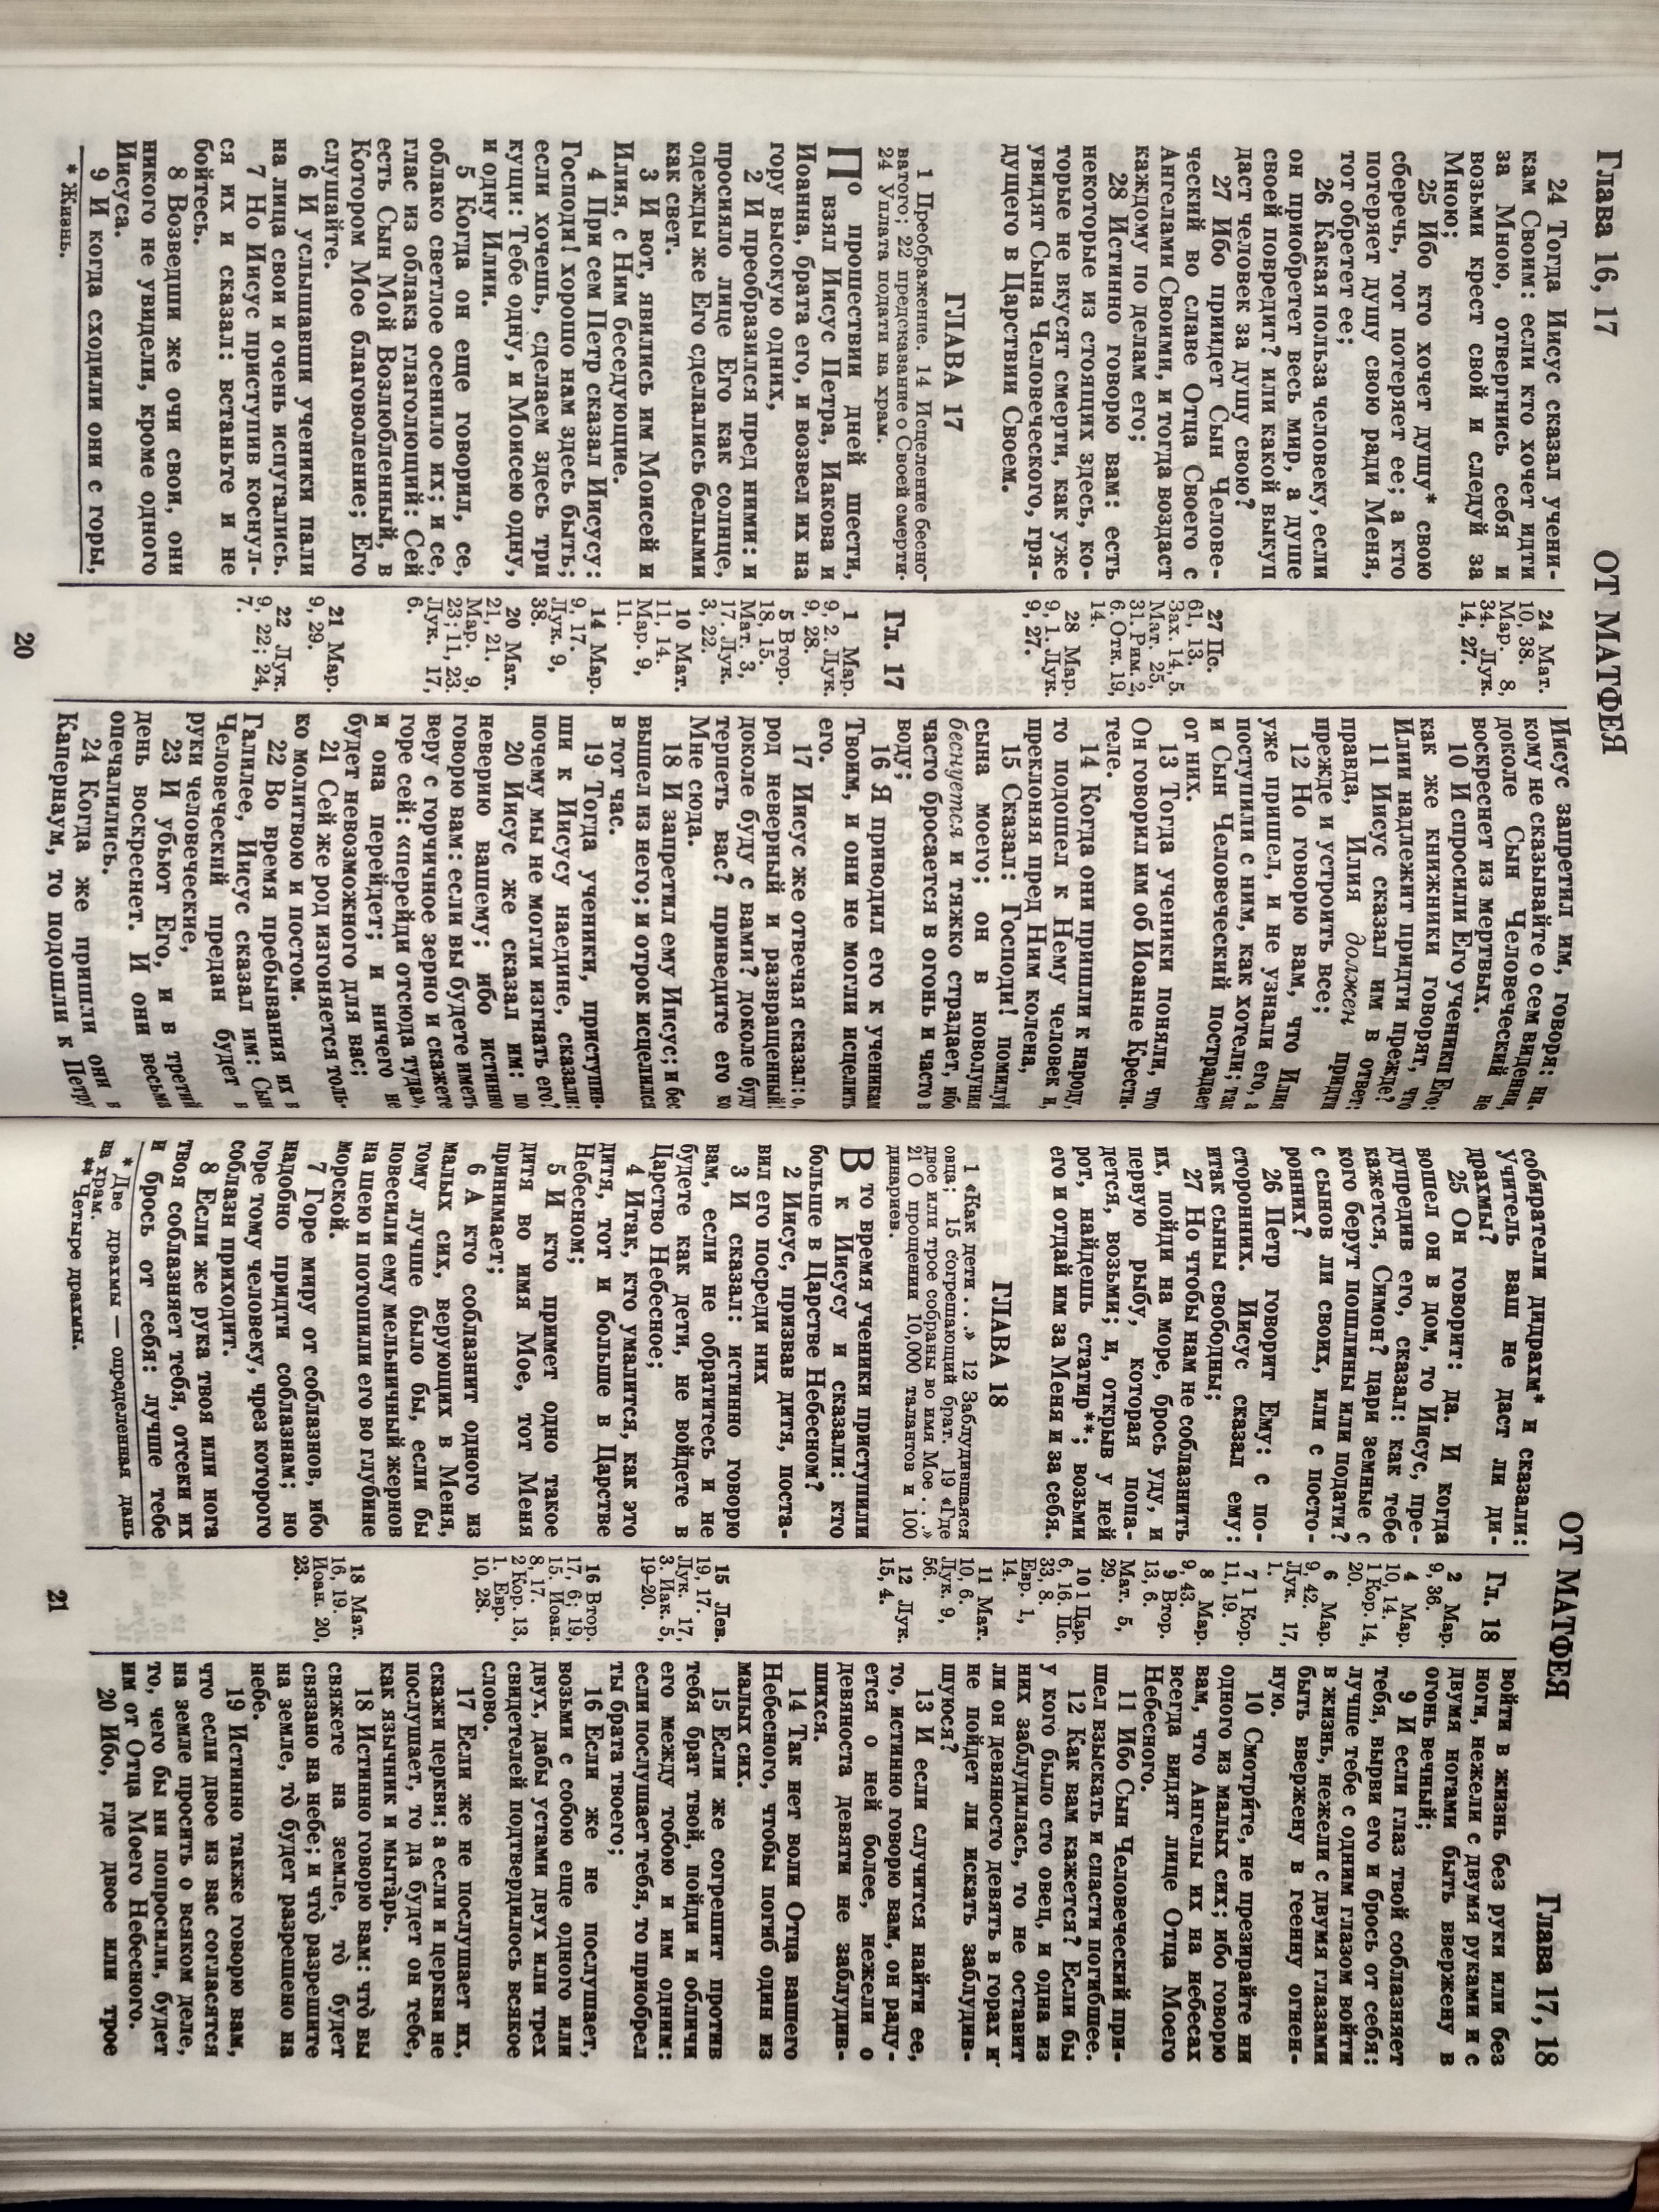 Глава 16, 17
ОТ МАТФЕЯ
24 Тогда Иисус сказал учени-
кам Своим: если кто хочет идти
за Мною, отвергнись себя и
возьми крест свой и следуй за
Мною;
25 Ибо кто хочет душу* свою
сберечь, тот потеряет ее; а кто
потеряет душу свою ради Меня,
тот обретет ее;
26 Какая польза человеку, если
он приобретет весь мир, а душе
своей повредит? или какой выкуп
даст человек за душу свою?
27 Ибо приидет Сын Челове-
ческий во славе Отца Своего с
Ангелами Своими, и тогда воздаст
каждому по делам его;
28 Истинно говорю вам: есть
некоторые из стоящих здесь, ко-
торые не вкусят смерти, как уже
увидят Сына Человеческого, гря-
дущего в Царствии Своем.
ГЛАВА 17
1 Преображение. 14 Исцеление бесно-
ватого; 22 предсказание о Своей смерти.
24 Уплата подати на храм.
По прошествии дней шести,
взял Иисус Петра, Иакова и
Иоанна, брата его, и возвел их на
гору высокую одних,
2 И преобразился пред ними: и
просияло лице Его как солнце,
одежды же Его сделались белыми
как свет.
3 И вот, явились им Моисей и
Илия, с Ним беседующие.
4 При сем Петр сказал Иисусу:
Господи! хорошо нам здесь быть;
если хочешь, сделаем здесь три
кущи: Тебе одну, и Моисею одну,
и одну Илии.
5 Когда он еще говорил, се,
облако светлое осенило их; и се,
глас из облака глаголющий: Сей
есть Сын Мой Возлюбленный, в
Котором Мое благоволение; Его
слушайте.
6 И услышавши ученики пали
на лица свои и очень испугались.
7 Но Иисус приступив коснул-
ся их и сказал: встаньте и не
бойтесь.
8 Возведши же очи свои, они
никого не увидели, кроме одного
Иисуса.
9 И когда сходили они с горы,
* Жизнь.
24 Мат.
10, 38.
Мар. 8,
34. Лук.
14, 27.
27 Пс.
61, 13.
Зах. 14, 5.
Мат. 25,
31. Рим. 2,
6. Отк. 19,
14.
28 Мар.
9, 1. Лук.
9, 27.
Гл. 17
1 Мар.
9, 2. Лук.
9, 28.
5 Втор.
18, 15.
Мат. 3,
17. Лук.
3, 22.
10 Мат.
11, 14.
Мар. 9,
11.
14 Мар.
9, 17.
Лук. 9,
38.
20 Мат.
21, 21.
Мар. 9,
23; 11, 23.
Лук. 17,
6.
21 Мар.
9, 29.
22 Лук.
9, 22; 24,
7.
Иисус запретил им, говоря: ни-
кому не сказывайте о сем видении,
доколе Сын Человеческий не
воскреснет из мертвых.
10 И спросили Его ученики Его:
как же книжники говорят, что
Илии надлежит придти прежде?
11 Иисус сказал им в ответ:
правда, Илия должен придти
прежде и устроить все;
12 Но говорю вам, что Илия
уже пришел, и не узнали его, а
поступили с ним, как хотели; так
и Сын Человеческий пострадает
от них.
13 Тогда ученики поняли, что
Он говорил им об Иоанне Крести-
теле.
14 Когда они пришли к народу,
то подошел к Нему человек и,
преклоняя пред Ним колена,
15 Сказал: Господи! помилуй
сына моего; он в новолуния
беснуется и тяжко страдает, ибо
часто бросается в огонь и часто в
воду;
16 Я приводил его к ученикам
Твоим, и они не могли исцелить
его.
17 Иисус же отвечая сказал: о,
род неверный и развращенный!
доколе буду с вами? доколе буду
терпеть вас? приведите его ко
Мне сюда.
18 И запретил ему Иисус; и бес
вышел из него; и отрок исцелился
в тот час.
19 Тогда ученики, приступив-
ши к Иисусу наедине, сказали:
почему мы не могли изгнать его?
20 Иисус же сказал им: по
неверию вашему; ибо истинно
говорю вам: если вы будете иметь
веру с горчичное зерно и скажете
горе сей: «перейди отсюда туда»,
и она перейдет; и ничего не
будет невозможного для вас;
21 Сей же род изгоняется толь-
ко молитвою и постом.
22 Во время пребывания их в
Галилее, Иисус сказал им: Сын
Человеческий предан будет в
руки человеческие,
23 И убьют Его, и в третий
день воскреснет. И они весьма
опечалились.
24 Когда же пришли они в
Капернаум, то подошли к Петру
20
ОТ МАТФЕЯ
Глава 17, 18
собиратели дидрахм* и сказали:
Учитель ваш не даст ли ди-
драхмы?
25 Он говорит: да. И когда
вошел он в дом, то Иисус, пре-
дупредив его, сказал: как тебе
кажется, Симон? цари земные с
кого берут пошлины или подати?
с сынов ли своих, или с посто-
ронних?
26 Петр говорит Ему: с по-
сторонних. Иисус сказал ему:
итак сыны свободны;
27 Но чтобы нам не соблазнить
их, пойди на море, брось уду, и
первую рыбу, которая попа-
дется, возьми; и, открыв у ней
рот, найдешь статир**; возьми
его и отдай им за Меня и за себя.
ГЛАВА 18
1 «Как дети . . .» 12 Заблудившаяся
овца; 15 согрешающий брат. 19 «Где
двое или трое собраны во имя Мое . . .»
21 О прощении 10,000 талантов и 100
динариев.
В то время ученики приступили
к Иисусу и сказали: кто
больше в Царстве Небесном?
2 Иисус, призвав дитя, поста-
вил его посреди них
3 И сказал: истинно говорю
вам, если не обратитесь и не
будете как дети, не войдете в
Царство Небесное;
4 Итак, кто умалится, как это
дитя, тот и больше в Царстве
Небесном;
5 И кто примет одно такое
дитя во имя Мое, тот Меня
принимает;
6 А кто соблазнит одного из
малых сих, верующих в Меня,
тому лучше было бы, если бы
повесили ему мельничный жернов
на шею и потопили его во глубине
морской.
7 Горе миру от соблазнов, ибо
надобно придти соблазнам; но
горе тому человеку, чрез которого
соблазн приходит.
8 Если же рука твоя или нога
твоя соблазняет тебя, отсеки их
и брось от себя: лучше тебе
* Две драхмы — определенная дань
на храм.
** Четыре драхмы.
Гл. 18
2 Мар.
9, 36.
4 Мар.
10, 14.
1 Кор. 14,
20.
6 Мар.
9, 42.
Лук. 17,
1.
7 1 Кор.
11, 19.
8 Мар.
9, 43.
9 Втор.
13, 6.
Мат. 5,
29.
10 1 Цар.
6, 16. Пс.
33, 8.
Евр. 1,
14.
11 Мат.
10, 6.
Лук. 9,
56.
12 Лук.
15, 4.
15 Лев.
19, 17.
Лук. 17,
3. Иак. 5,
19–20.
16 Втор.
17, 6; 19,
15. Иоан.
8, 17.
2 Кор. 13,
1. Евр.
10, 28.
18 Мат.
16, 19.
Иоан. 20,
23.
войти в жизнь без руки или без
ноги, нежели с двумя руками и с
двумя ногами быть ввержену в
огонь вечный;
9 И если глаз твой соблазняет
тебя, вырви его и брось от себя:
лучше тебе с одним глазом войти
в жизнь, нежели с двумя глазами
быть ввержену в геенну огнен-
ную.
10 Смотри́те, не презирайте ни
одного из малых сих; ибо говорю
вам, что Ангелы их на небесах
всегда видят лице Отца Моего
Небесного.
11 Ибо Сын Человеческий при-
шел взыскать и спасти погибшее.
12 Как вам кажется? Если бы
у кого было сто овец, и одна из
них заблудилась, то не оставит
ли он девяносто девять в горах и
не пойдет ли искать заблудив-
шуюся?
13 И если случится найти ее,
то, истинно говорю вам, он раду-
ется о ней более, нежели о
девяноста девяти не заблудив-
шихся.
14 Так нет воли Отца вашего
Небесного, чтобы погиб один из
малых сих.
15 Если же согрешит против
тебя брат твой, пойди и обличи
его между тобою и им одним:
если послушает тебя, то приобрел
ты брата твоего;
16 Если же не послушает,
возьми с собою еще одного или
двух, дабы устами двух или трех
свидетелей подтвердилось всякое
слово.
17 Если же не послушает их,
скажи церкви; а если и церкви не
послушает, то да будет он тебе,
как язычник и мыта̀рь.
18 Истинно говорю вам: что̀ вы
свяжете на земле, то̀ будет
связано на небе; и что̀ разрешите
на земле, то̀ будет разрешено на
небе.
19 Истинно также говорю вам,
что если двое из вас согласятся
на земле просить о всяком деле,
то, чего бы ни попросили, будет
им от Отца Моего Небесного.
20 Ибо, где двое или трое
21